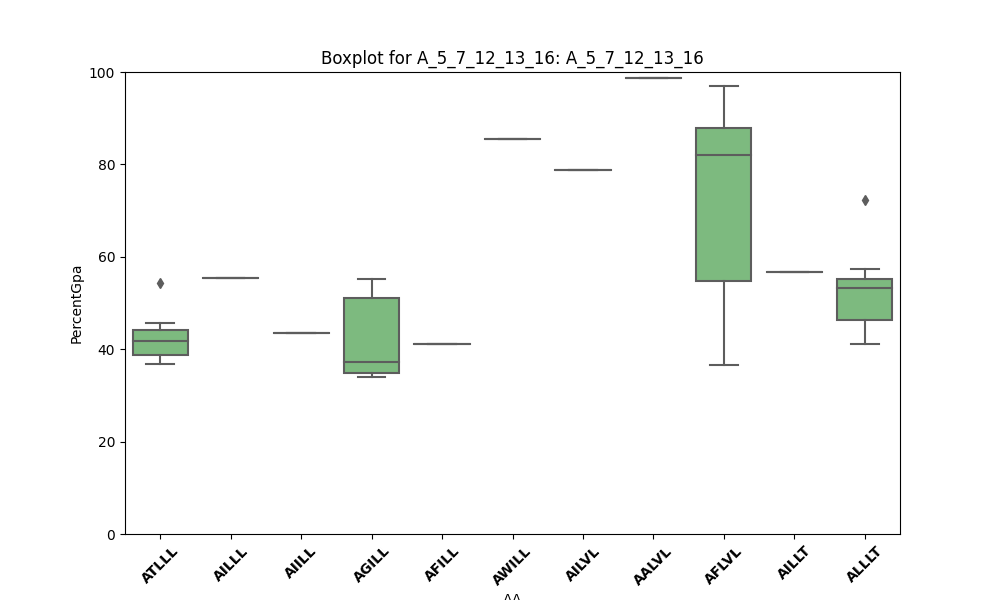 Boxplot for A_5_7_12_13_16: A_5_7_12_13_16
100
80
60
40
20
0
PercentGpa
ATLLL
AILLL
AIILL
AGILL
AFILL
AWILL
AILVL
AALVL
AFLVL
AILLT
ALLLT
AA